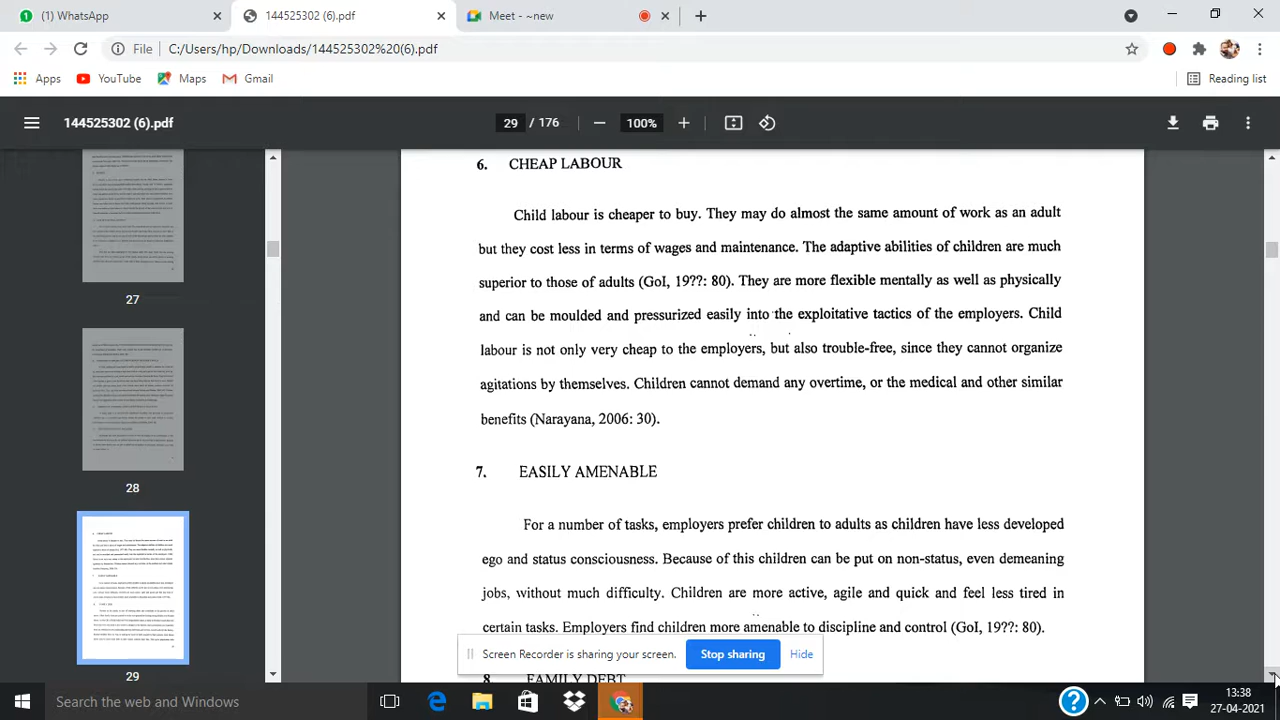 (1) WhatsApp
144525302 (6).pdf
Meet - ~new
File C:/Users/hp/Downloads/144525302%20(6).pdf
Apps YouTube Maps Gmail Reading list
144525302 (6).pdf 29 / 176 100%
27
28
29
6. CHEAP LABOUR
Child labour is cheaper to buy. They may do almost the same amount of work as an adult
but they cost less in terms of wages and maintenance. The adaptive abilities of children are much
superior to those of adults (GoI, 19??: 80). They are more flexible mentally as well as physically
and can be moulded and pressurized easily into the exploitative tactics of the employers. Child
labour is not only very cheap to the employers, but also trouble-free, since they cannot organize
agitations by themselves. Children cannot demand any overtime, or the medical and other similar
benefits (Nayana, 2006: 30).
7. EASILY AMENABLE
For a number of tasks, employers prefer children to adults as children have less developed
ego and status consciousness. Because of this children can be put on non-status, even demeaning
jobs, without much difficulty. Children are more active, agile and quick and feel less tired in
find children more amenable to discipline and control (GoI, 19??:
Screen Recorder is sharing your screen. Stop sharing Hide
8 FAMILY DEBT
Search the web and Windows
13:38
27-04-2021